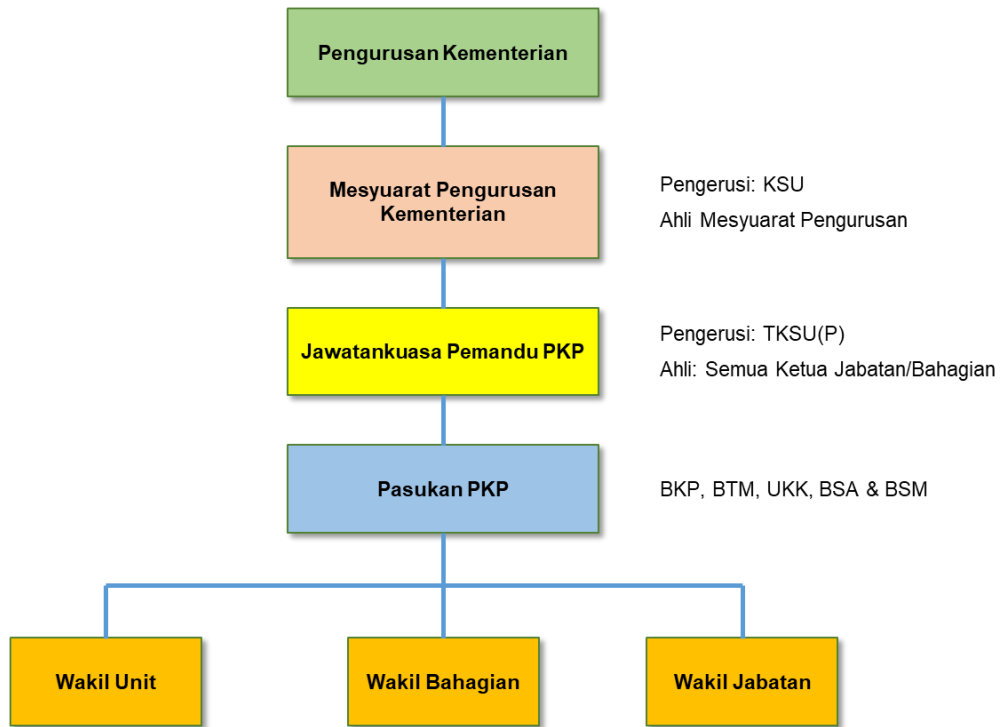 Pengurusan Kementerian
Mesyuarat Pengurusan
Kementerian
Pengerusi: KSU
Ahli Mesyuarat Pengurusan
Jawatankuasa Pemandu PKP
Pengerusi: TKSU(P)
Ahli: Semua Ketua Jabatan/Bahagian
Pasukan PKP
BKP, BTM, UKK, BSA & BSM
Wakil Unit
Wakil Bahagian
Wakil Jabatan